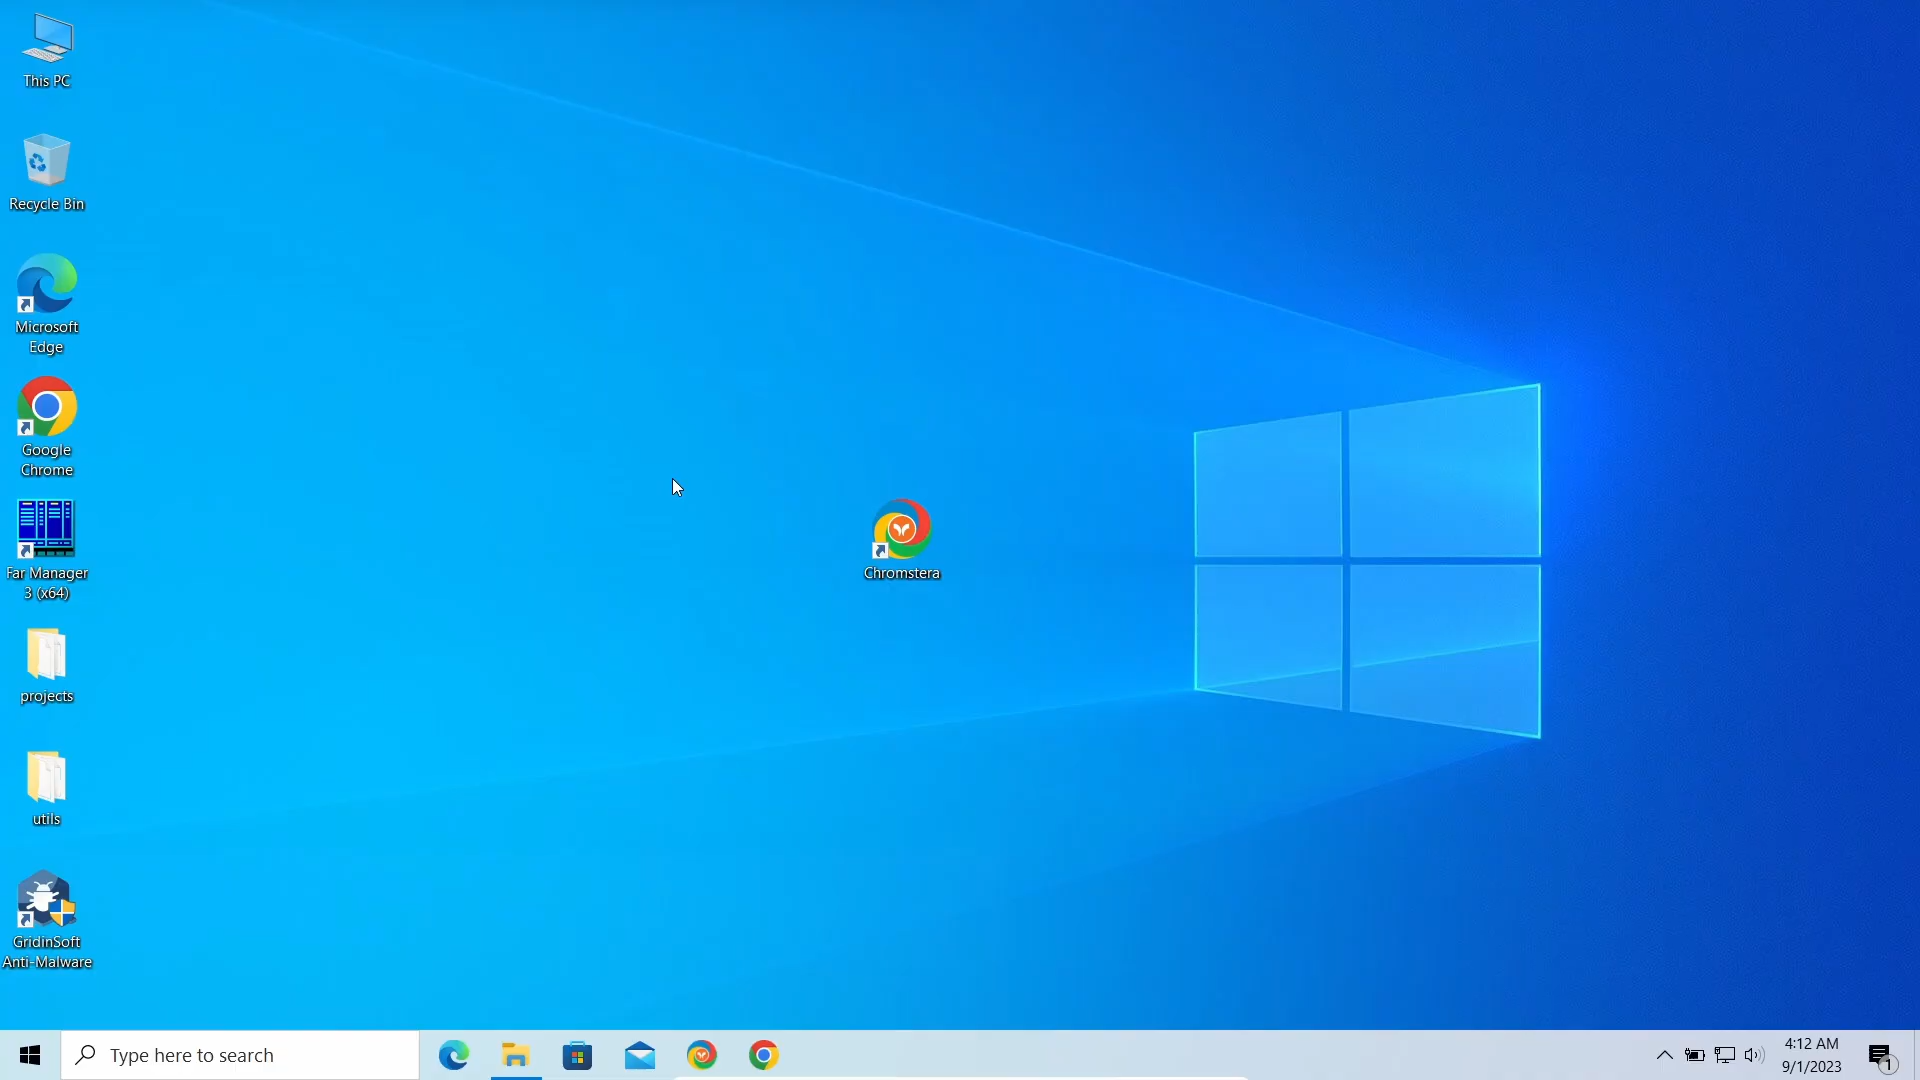 This PC
Recycle Bin
Microsoft
Edge
Google
Chrome
Far Manager
3 (x64)
projects
utils
GridinSoft
Anti-Malware
Chromstera
Type here to search
4:12 AM
9/1/2023
1